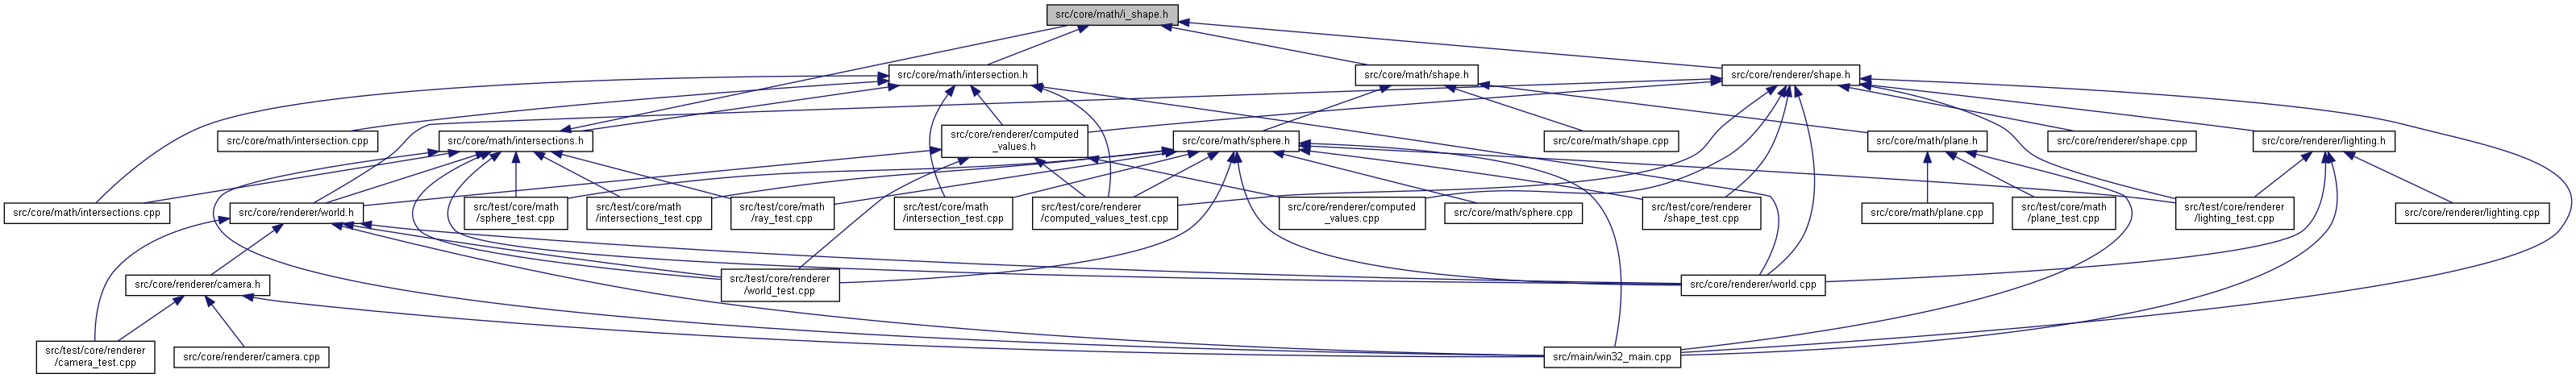 src/core/math/i_shape.h
src/core/math/intersection.h
src/core/math/shape.h
src/core/renderer/shape.h
src/core/math/intersection.cpp
src/core/math/intersections.h
src/core/renderer/computed
_values.h
src/core/math/sphere.h
src/core/math/shape.cpp
src/core/math/plane.h
src/core/renderer/shape.cpp
src/core/renderer/lighting.h
src/core/math/intersections.cpp
src/core/renderer/world.h
src/test/core/math
/sphere_test.cpp
src/test/core/math
/intersections_test.cpp
src/test/core/math
/ray_test.cpp
src/test/core/math
/intersection_test.cpp
src/test/core/renderer
/computed_values_test.cpp
src/core/renderer/computed
_values.cpp
src/core/math/sphere.cpp
src/test/core/renderer
/shape_test.cpp
src/core/math/plane.cpp
src/test/core/math
/plane_test.cpp
src/test/core/renderer
/lighting_test.cpp
src/core/renderer/lighting.cpp
src/core/renderer/camera.h
src/test/core/renderer
/world_test.cpp
src/core/renderer/world.cpp
src/test/core/renderer
/camera_test.cpp
src/core/renderer/camera.cpp
src/main/win32_main.cpp